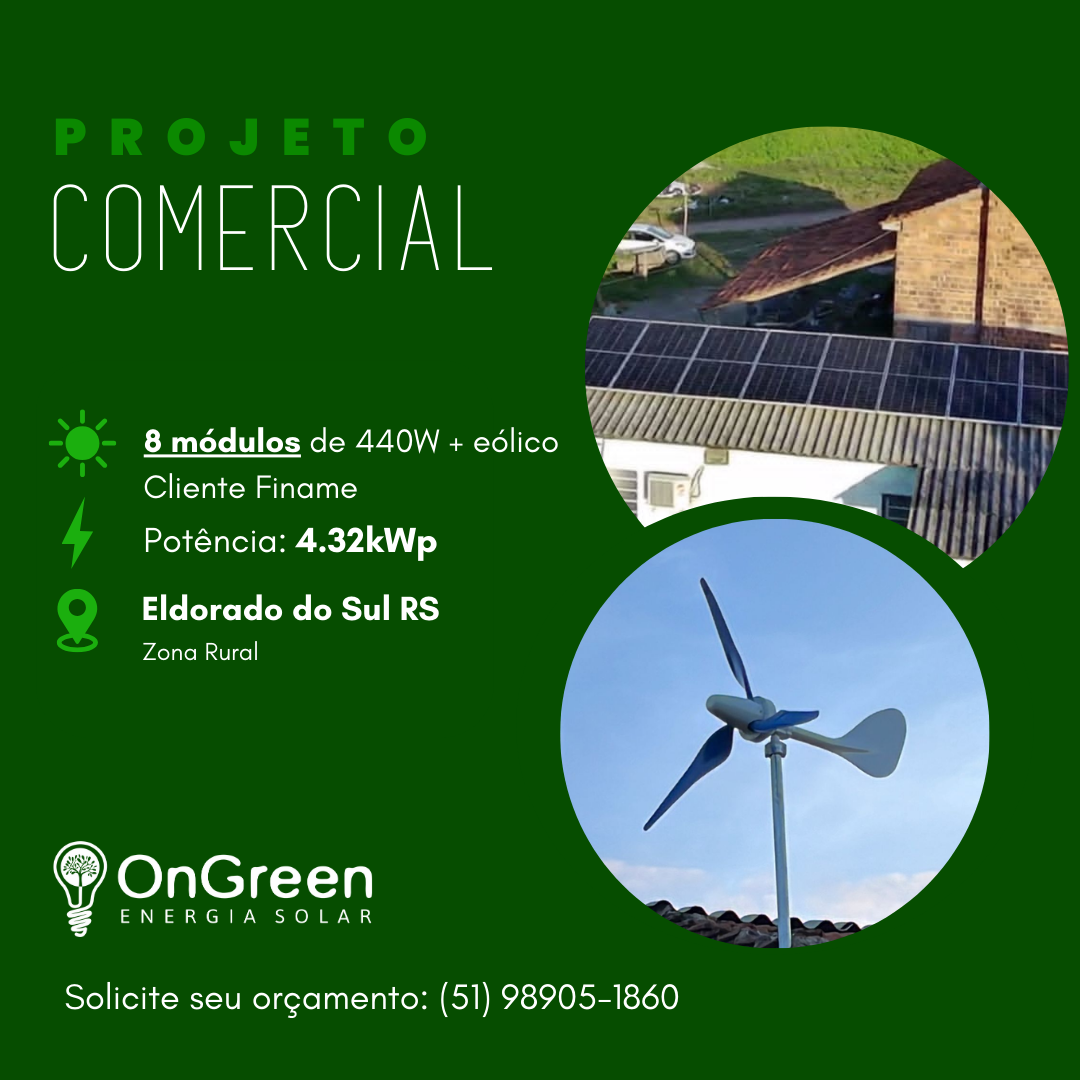 PROJETO
COMERCIAL
8 módulos de 440W + eólico
Cliente Finame
Potência: 4.32kWp
Eldorado do Sul RS
Zona Rural
OnGreen
ENERGIA SOLAR
Solicite seu orçamento: (51) 98905-1860